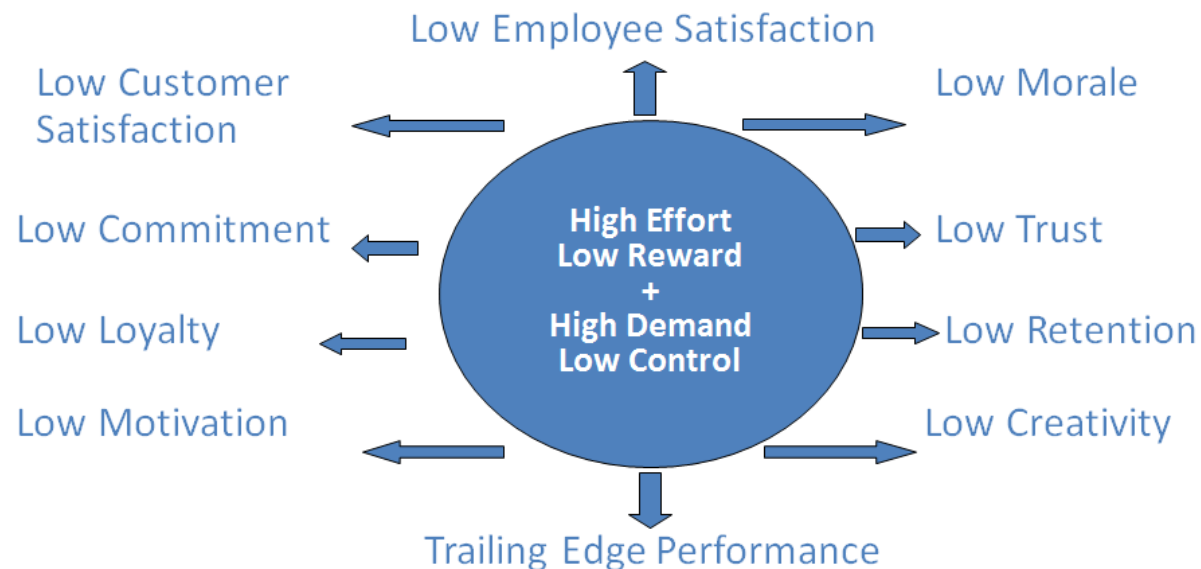 Low Employee Satisfaction
Low Customer
Satisfaction
Low Morale
Low Commitment
High Effort
Low Reward
+
High Demand
Low Control
Low Trust
Low Loyalty
Low Retention
Low Motivation
Low Creativity
Trailing Edge Performance